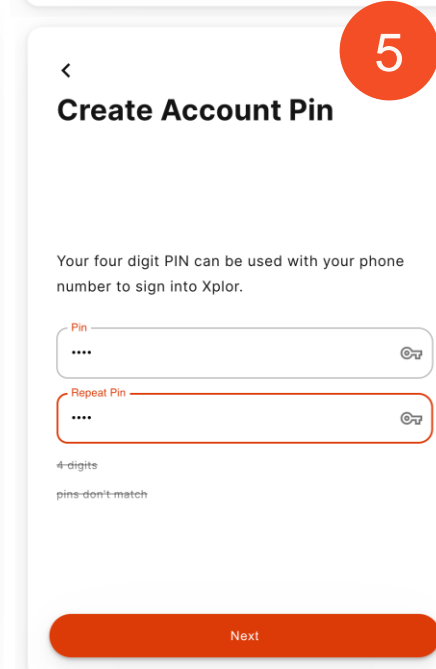 5
Create Account Pin
Your four digit PIN can be used with your phone
number to sign into Xplor.
Pin
••••
Repeat Pin
••••
4 digits
pins don't match
Next